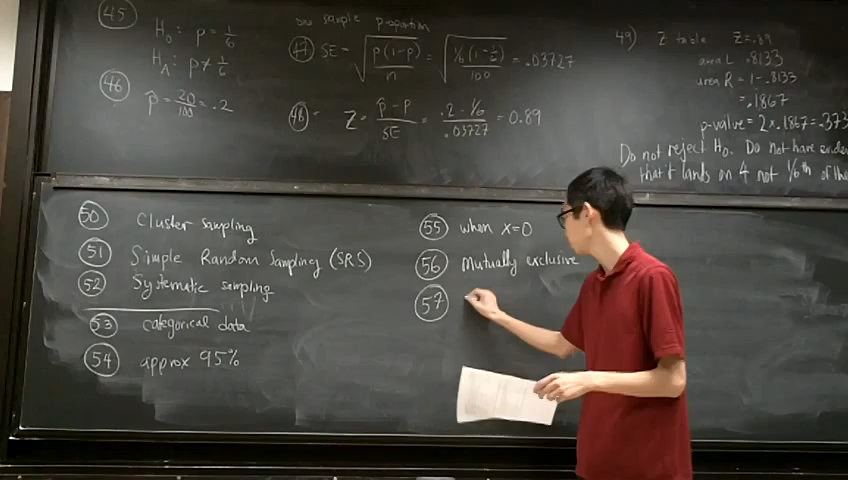 45
H₀: p = 1/6
H_A: p ≠ 1/6
46
p̂ = 20/100 = .2
one sample proportion
47 SE = √(p(1-p)/n) = √(1/6(1-1/6)/100) = .03727
48 Z = (p̂ - p)/SE = (.2 - 1/6)/.03727 = 0.89
49) Z table Z=.89
area L .8133
area R = 1-.8133
= .1867
p-value = 2 x .1867 = .373
Do not reject H₀. Do not have
that it lands on 4 not 1/6th of the
50 Cluster sampling
51 Simple Random Sampling (SRS)
52 Systematic sampling
53 categorical data
54 approx 95%
55 when x=0
56 Mutually exclusive
57